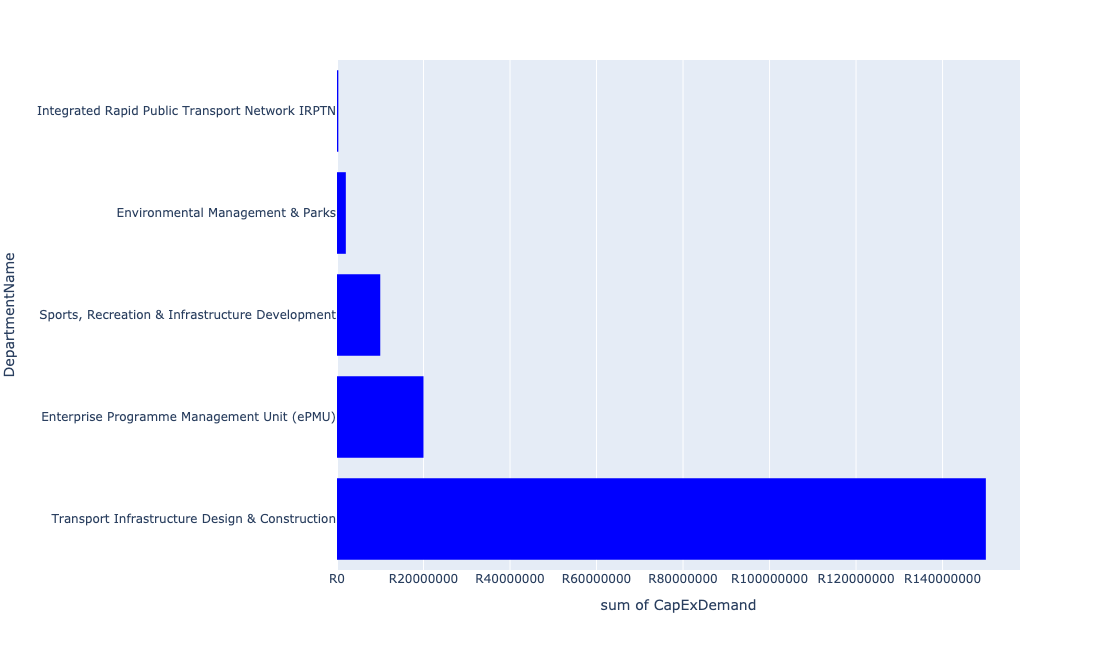 Integrated Rapid Public Transport Network IRPTN
Environmental Management & Parks
Sports, Recreation & Infrastructure Development
Enterprise Programme Management Unit (ePMU)
Transport Infrastructure Design & Construction
DepartmentName
R0 R20000000 R40000000 R60000000 R80000000 R100000000 R120000000 R140000000
sum of CapExDemand